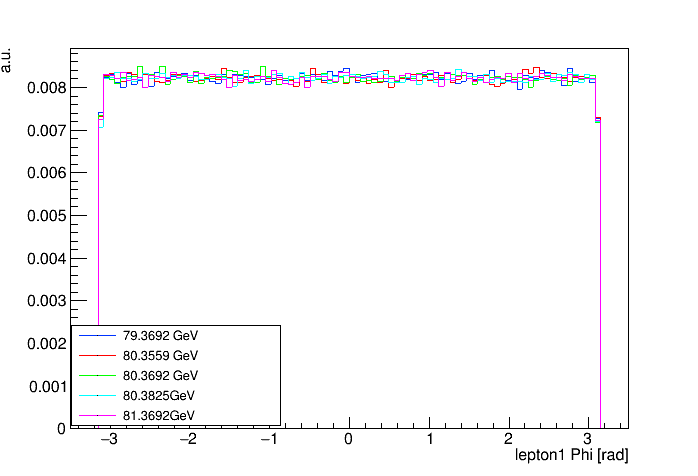 a.u.
0.008
0.007
0.006
0.005
0.004
0.003
0.002
0.001
0
79.3692 GeV
80.3559 GeV
80.3692 GeV
80.3825GeV
81.3692GeV
−3 −2 −1 0 1 2 3
lepton1 Phi [rad]